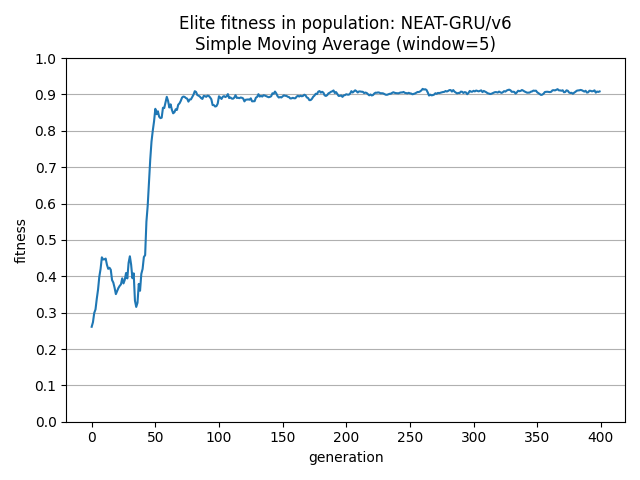 Elite fitness in population: NEAT-GRU/v6
Simple Moving Average (window=5)
1.0
0.9
0.8
0.7
0.6
0.5
0.4
0.3
0.2
0.1
0.0
fitness
0 50 100 150 200 250 300 350 400
generation